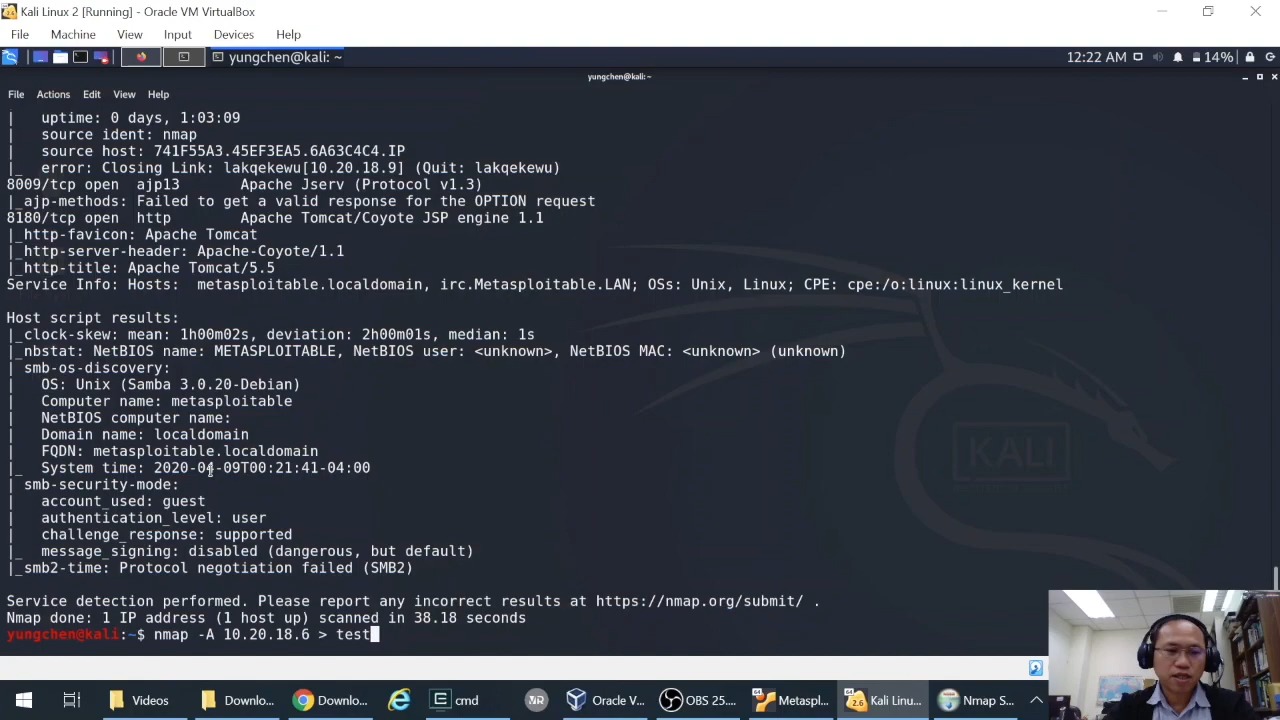 Kali Linux 2 [Running] - Oracle VM VirtualBox
File Machine View Input Devices Help
yungchen@kali: ~ 12:22 AM 14%
yungchen@kali:~
File Actions Edit View Help
| uptime: 0 days, 1:03:09
| source ident: nmap
| source host: 741F55A3.45EF3EA5.6A63C4C4.IP
|_ error: Closing Link: lakqekewu[10.20.18.9] (Quit: lakqekewu)
8009/tcp open ajp13 Apache Jserv (Protocol v1.3)
|_ajp-methods: Failed to get a valid response for the OPTION request
8180/tcp open http Apache Tomcat/Coyote JSP engine 1.1
|_http-favicon: Apache Tomcat
|_http-server-header: Apache-Coyote/1.1
|_http-title: Apache Tomcat/5.5
Service Info: Hosts: metasploitable.localdomain, irc.Metasploitable.LAN; OSs: Unix, Linux; CPE: cpe:/o:linux:linux_kernel
Host script results:
|_clock-skew: mean: 1h00m02s, deviation: 2h00m01s, median: 1s
|_nbstat: NetBIOS name: METASPLOITABLE, NetBIOS user: <unknown>, NetBIOS MAC: <unknown> (unknown)
| smb-os-discovery:
| OS: Unix (Samba 3.0.20-Debian)
| Computer name: metasploitable
| NetBIOS computer name:
| Domain name: localdomain
| FQDN: metasploitable.localdomain
|_ System time: 2020-04-09T00:21:41-04:00
| smb-security-mode:
| account_used: guest
| authentication_level: user
| challenge_response: supported
|_ message_signing: disabled (dangerous, but default)
|_smb2-time: Protocol negotiation failed (SMB2)
Service detection performed. Please report any incorrect results at https://nmap.org/submit/ .
Nmap done: 1 IP address (1 host up) scanned in 38.18 seconds
yungchen@kali:~$ nmap -A 10.20.18.6 > test
KALI
Videos Downlo... Downlo... cmd Oracle V... OBS 25.... Metaspl... Kali Linu... Nmap S...